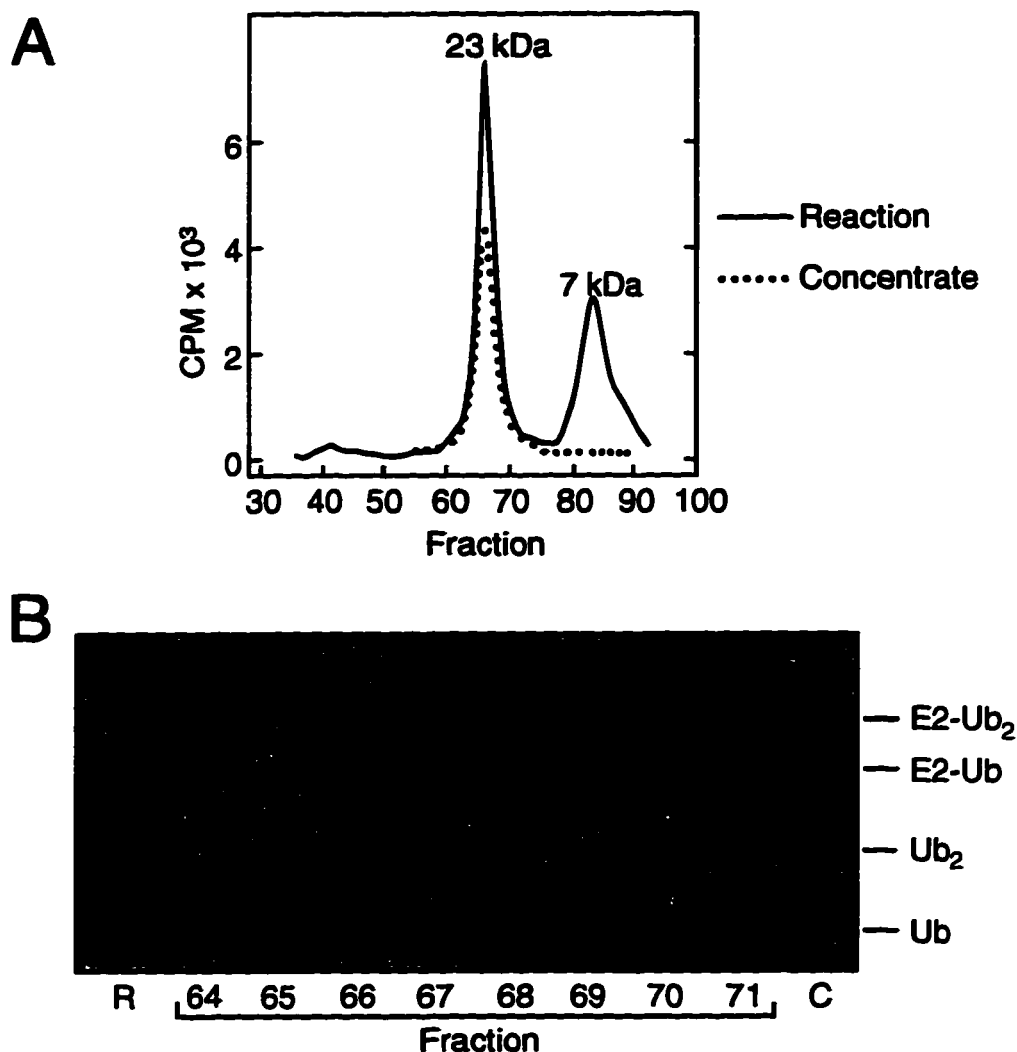 A
23 kDa
7 kDa
6
4
2
0
CPM x 10³
30 40 50 60 70 80 90 100
Fraction
Reaction
Concentrate
B
E2-Ub₂
E2-Ub
Ub₂
Ub
R 64 65 66 67 68 69 70 71 C
Fraction